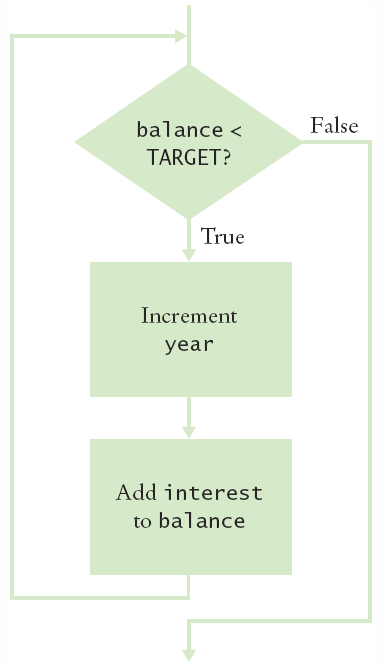 balance <
TARGET?
False
True
Increment
year
Add interest
to balance